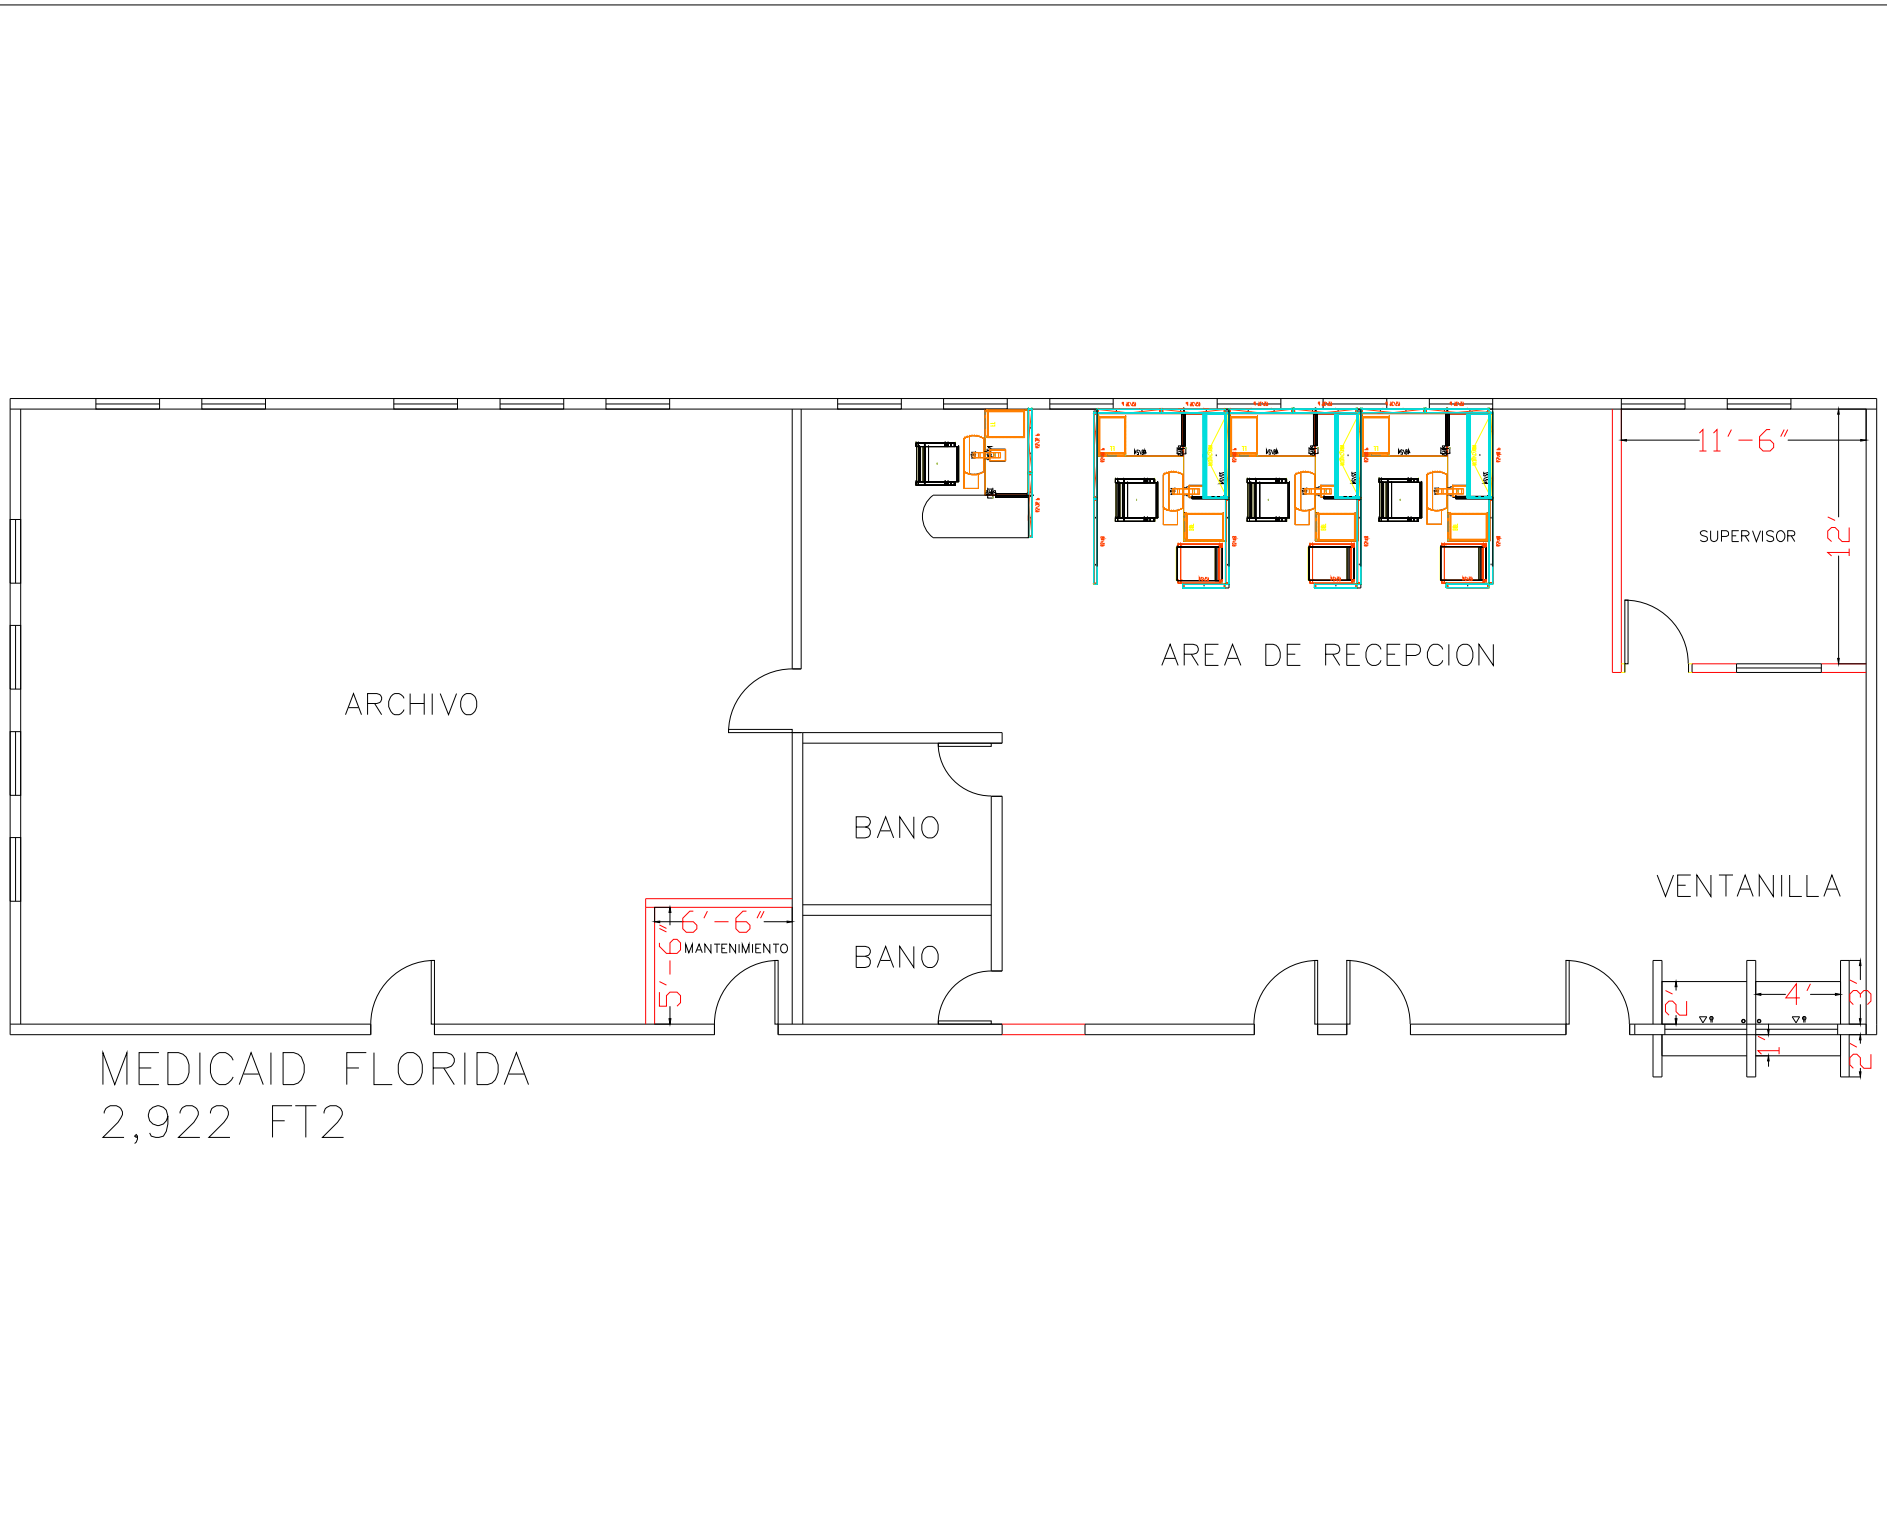 11'-6"
SUPERVISOR
12'
AREA DE RECEPCION
ARCHIVO
BANO
VENTANILLA
6'-6"
5'-6"
MANTENIMIENTO
BANO
2'
4'
3'
1'
2'
MEDICAID FLORIDA
2,922 FT2